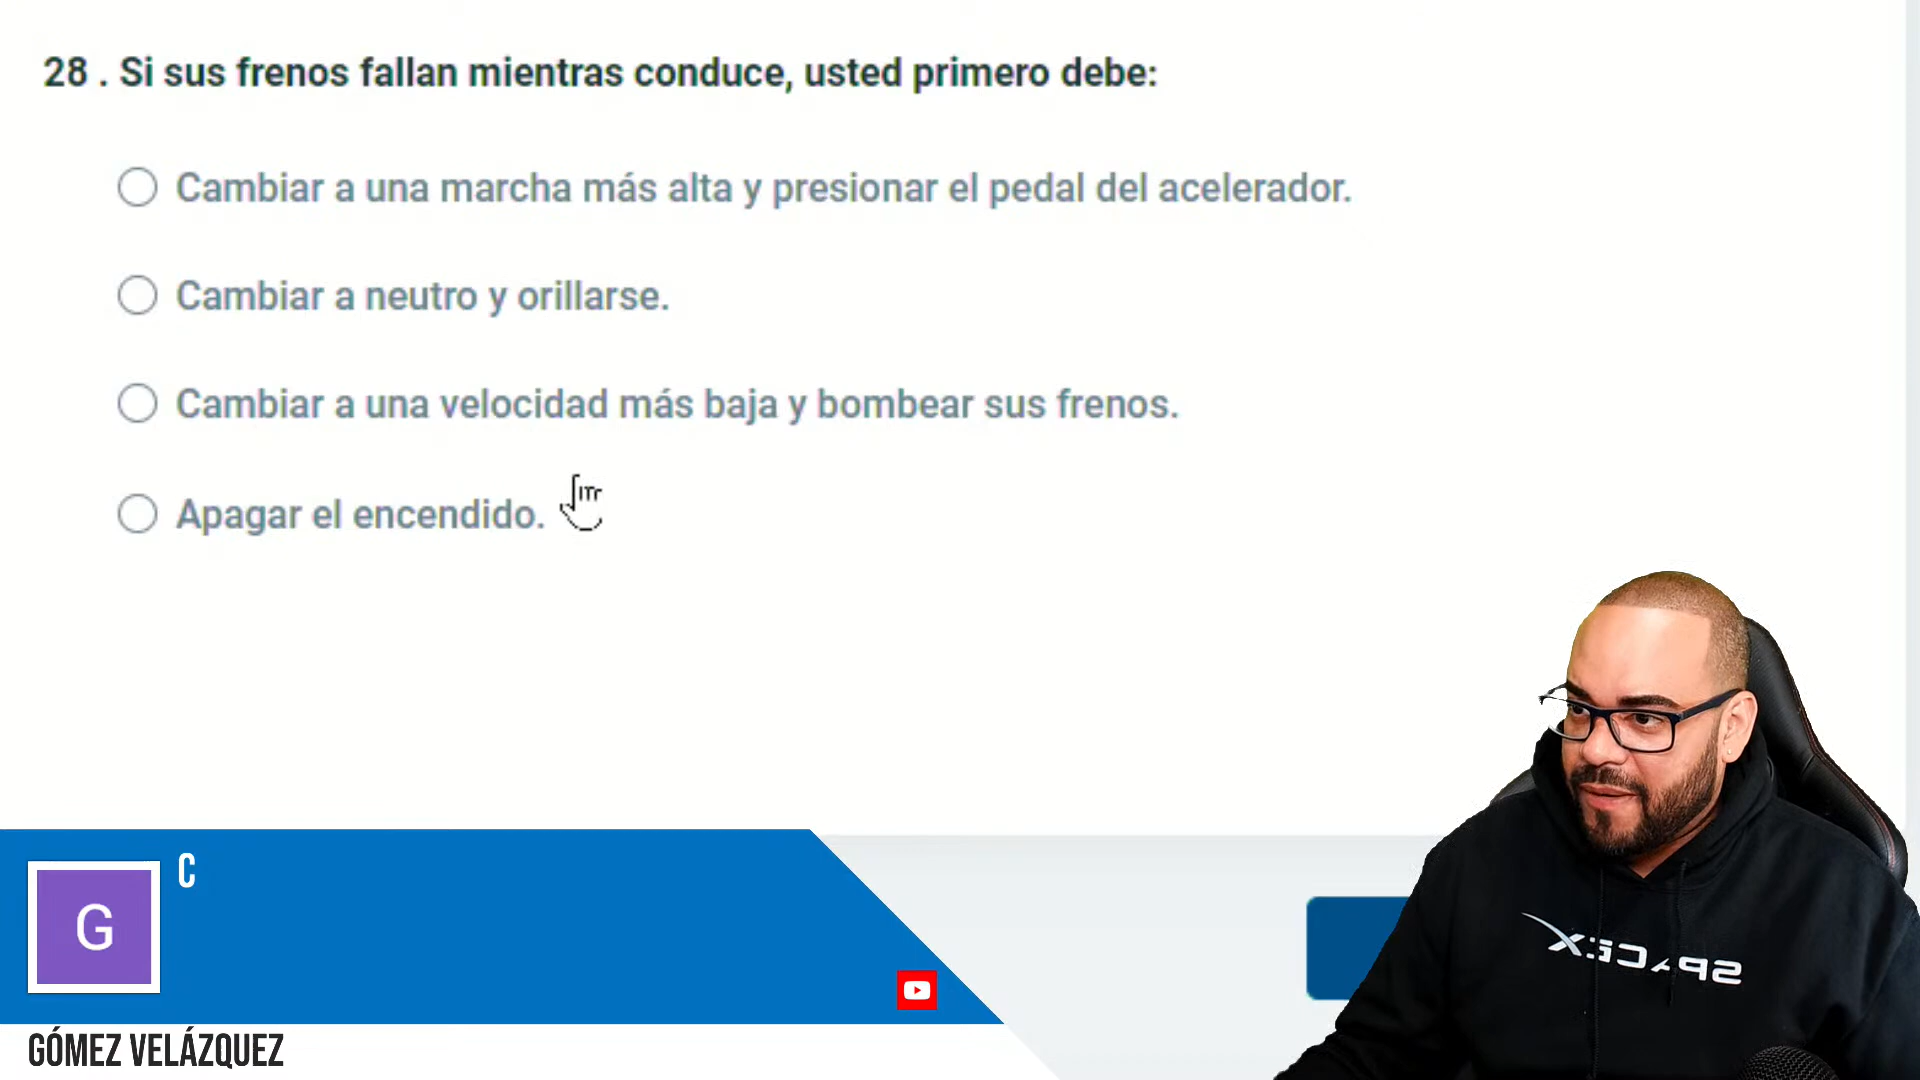 28 . Si sus frenos fallan mientras conduce, usted primero debe:
Cambiar a una marcha más alta y presionar el pedal del acelerador.
Cambiar a neutro y orillarse.
Cambiar a una velocidad más baja y bombear sus frenos.
Apagar el encendido.
C
G
GÓMEZ VELÁZQUEZ
SPACEX